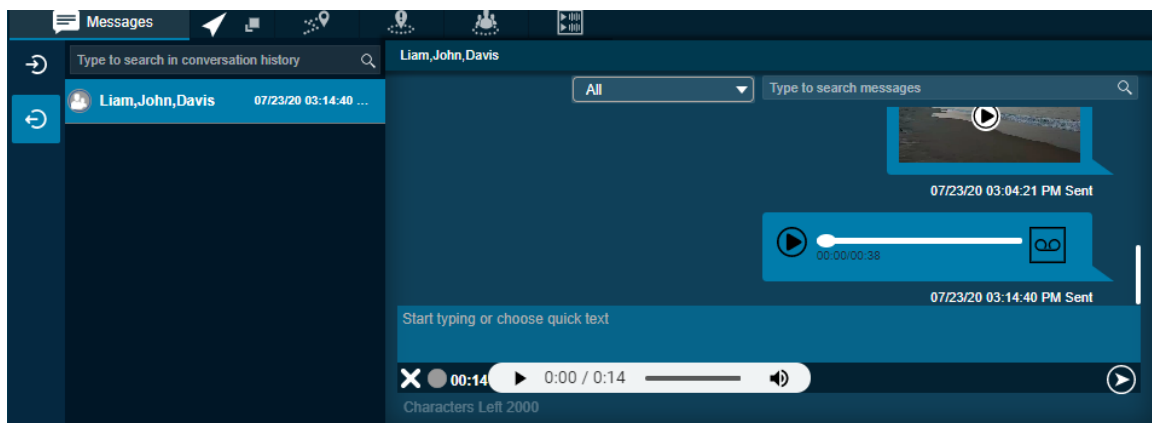 Messages
Type to search in conversation history
Liam,John,Davis 07/23/20 03:14:40 ...
Liam,John,Davis
All
Type to search messages
07/23/20 03:04:21 PM Sent
00:00/00:38
07/23/20 03:14:40 PM Sent
Start typing or choose quick text
00:14 0:00 / 0:14
Characters Left 2000